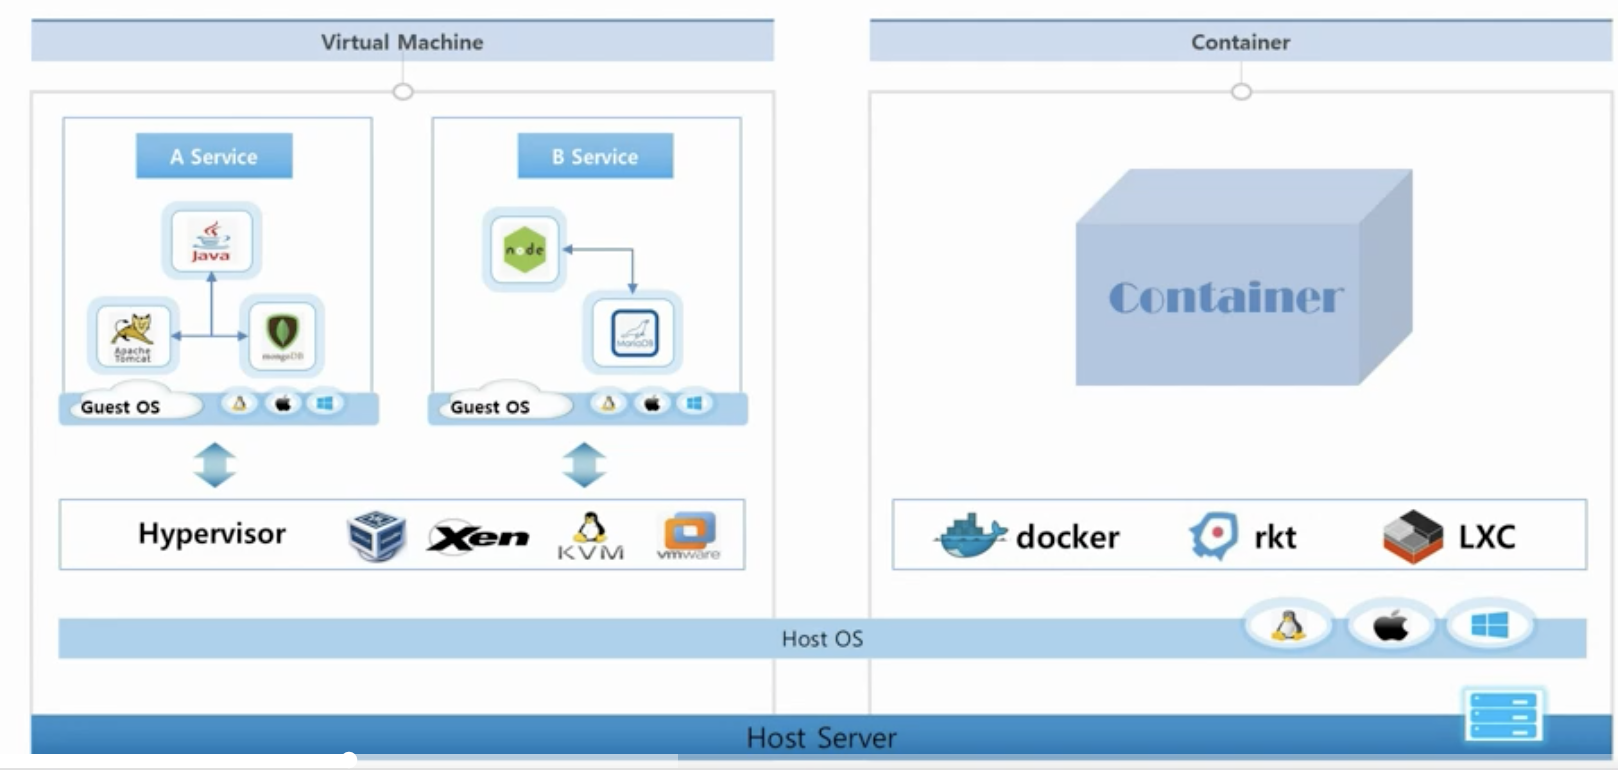 Virtual Machine
Container
A Service
B Service
Java
node
Apache
Tomcat
mongoDB
MariaDB
Guest OS
Guest OS
Container
Hypervisor
Xen
KVM
vmware
docker
rkt
LXC
Host OS
Host Server